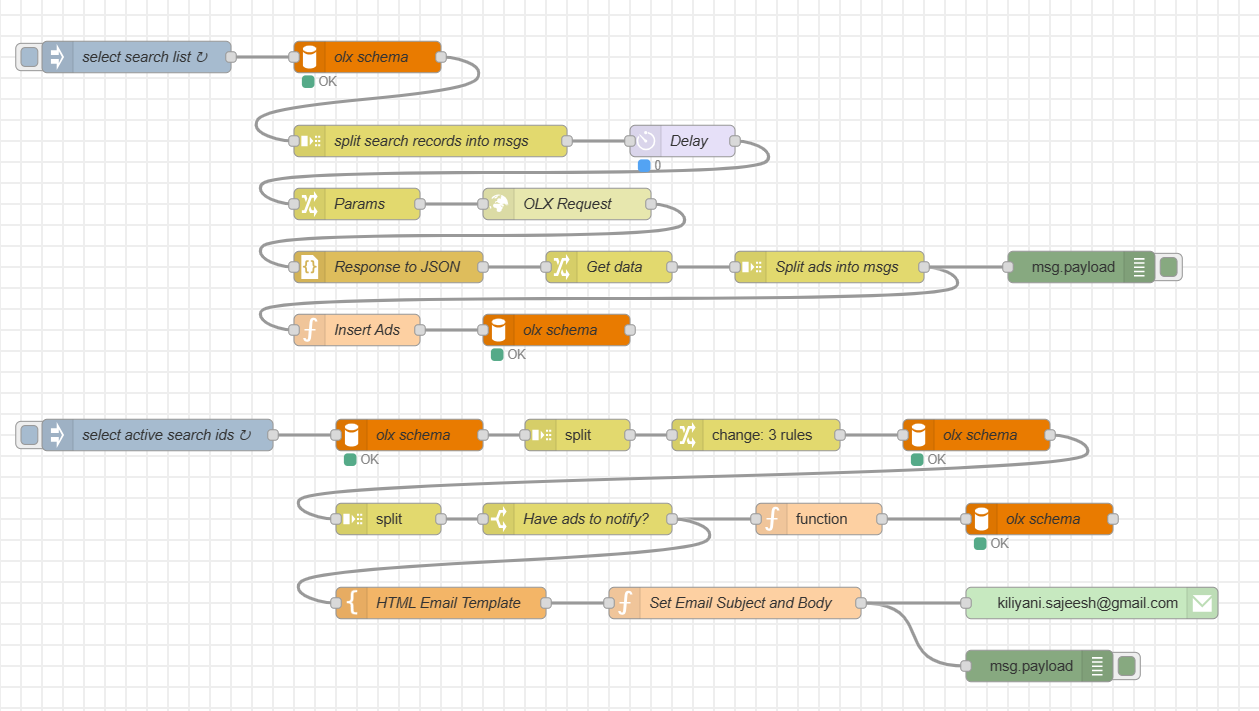 select search list ↻
olx schema
OK
split search records into msgs
Delay
0
Params
OLX Request
Response to JSON
Get data
Split ads into msgs
msg.payload
Insert Ads
olx schema
OK
select active search ids ↻
olx schema
split
change: 3 rules
olx schema
OK
OK
split
Have ads to notify?
function
olx schema
OK
HTML Email Template
Set Email Subject and Body
kiliyani.sajeesh@gmail.com
msg.payload